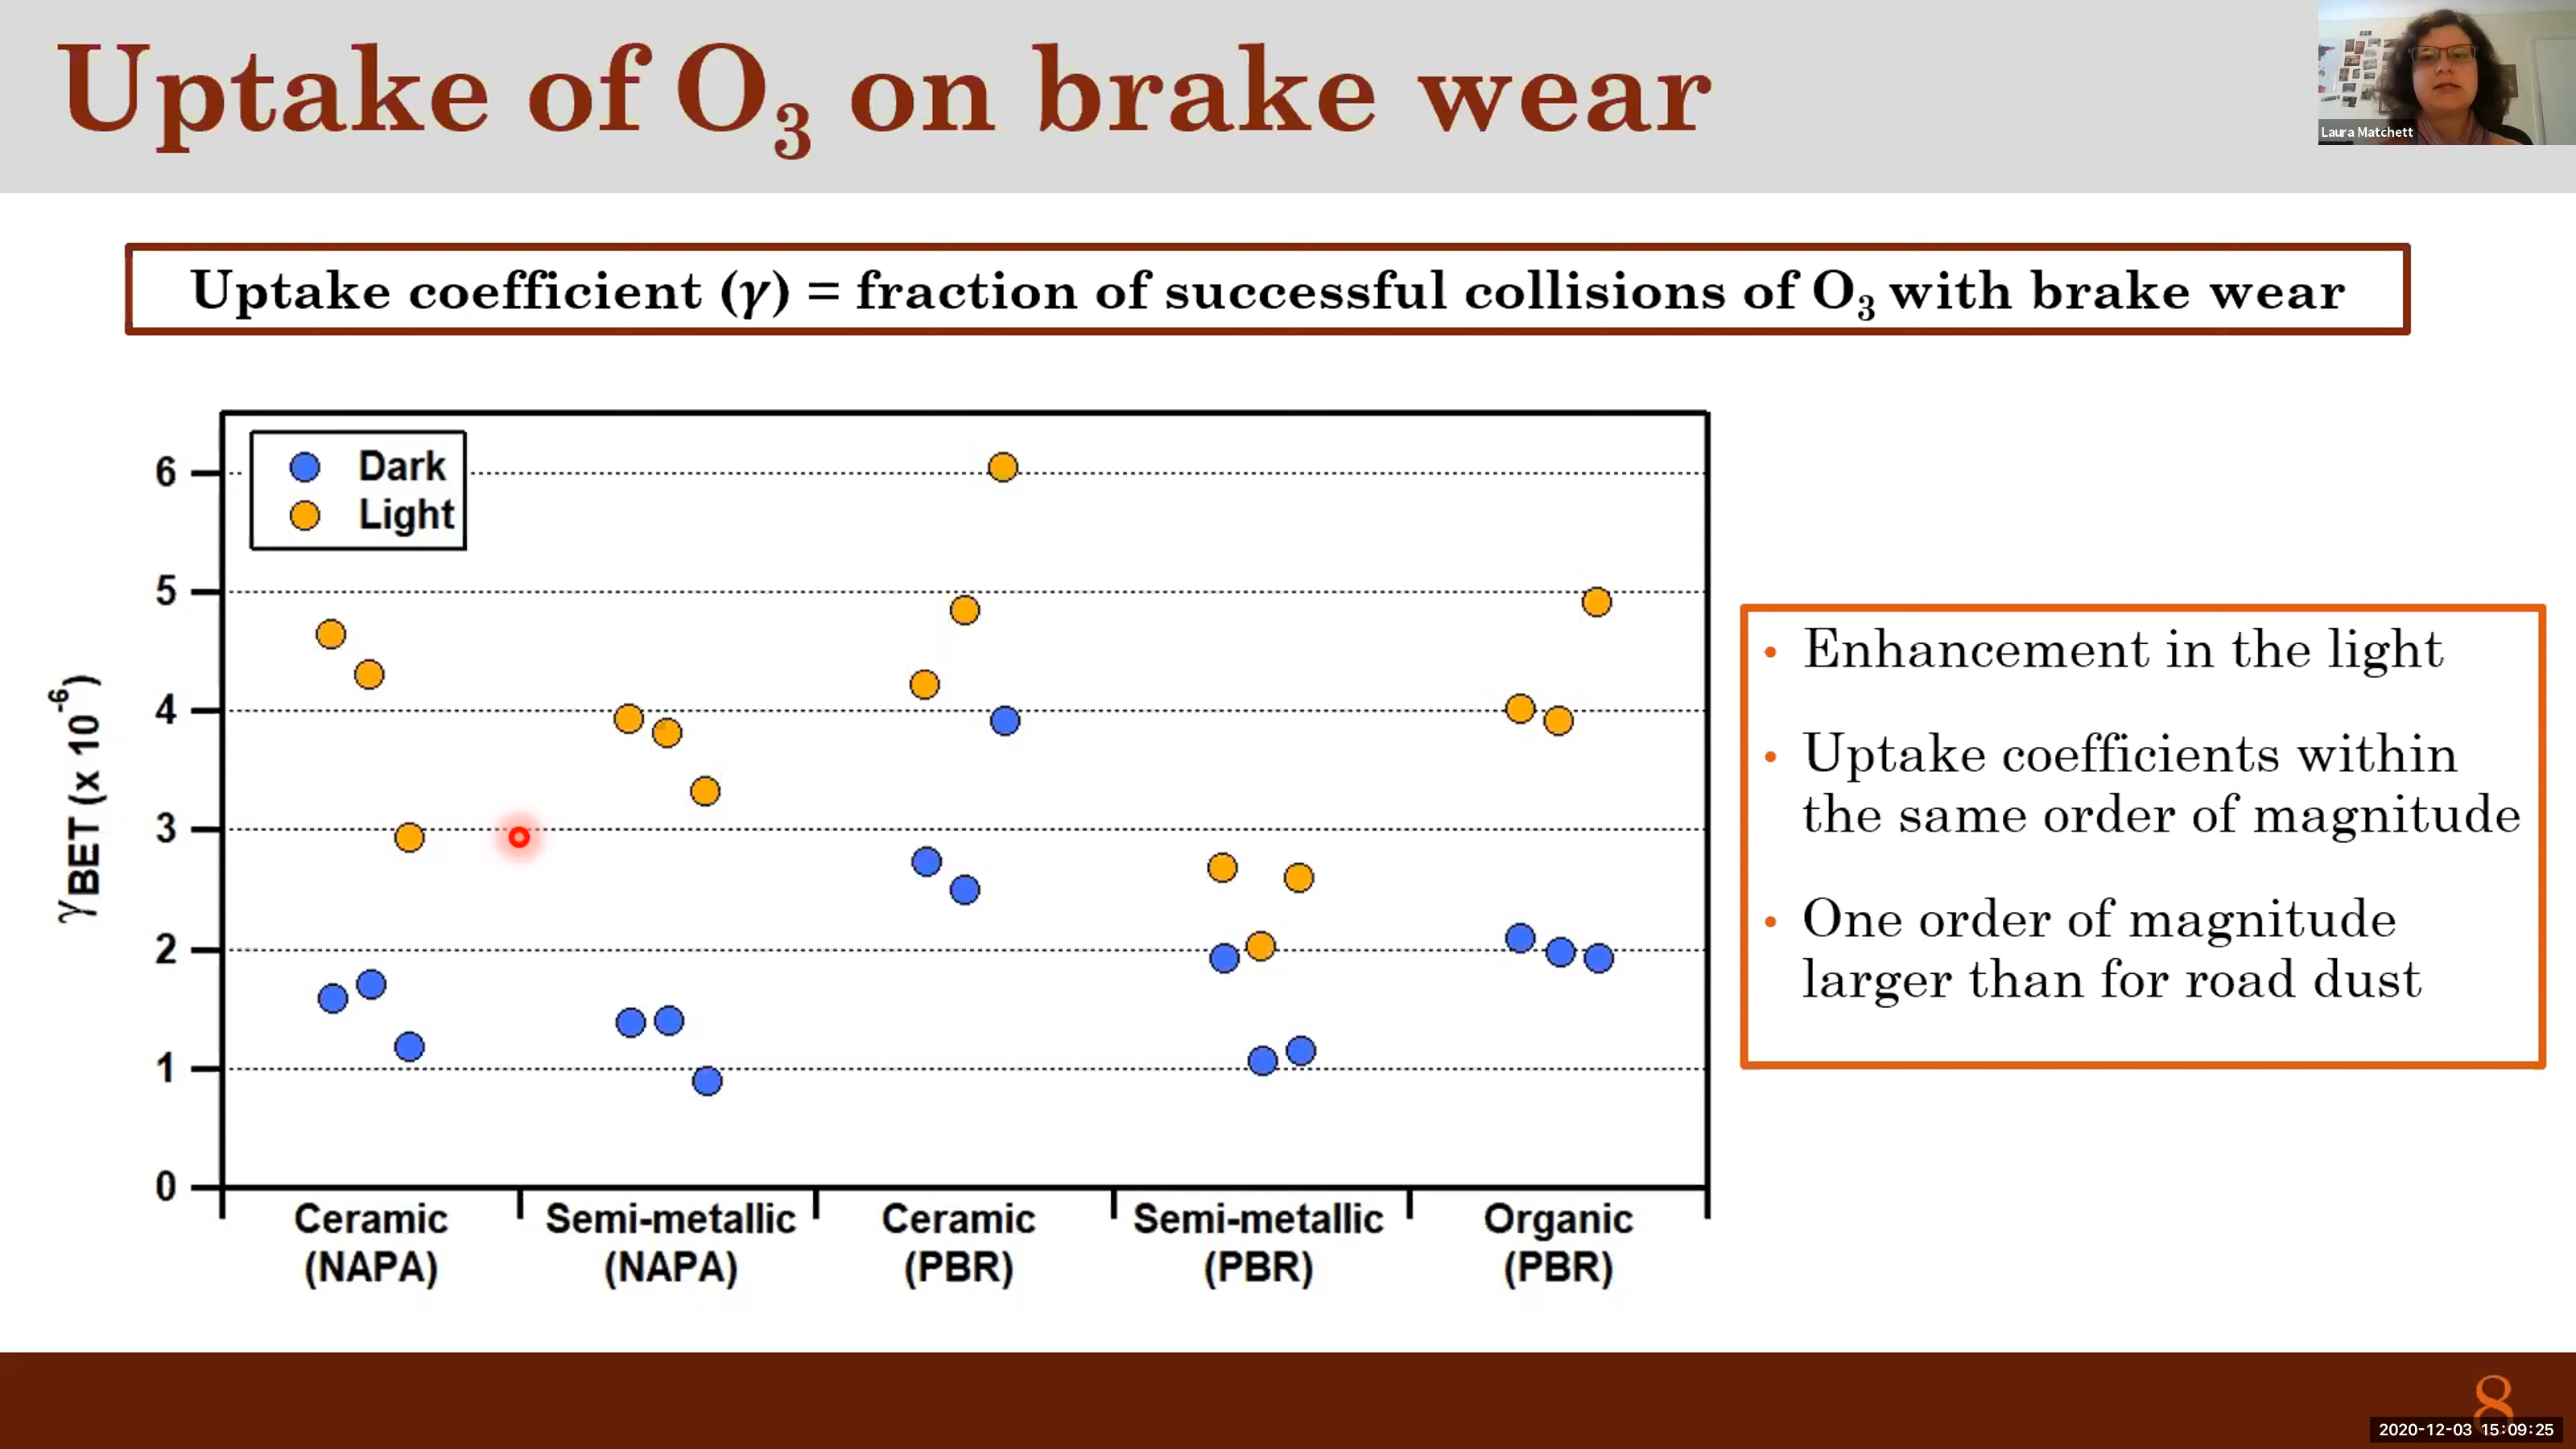 Uptake of O₃ on brake wear
Laura Matchett
Uptake coefficient (γ) = fraction of successful collisions of O₃ with brake wear
Dark
Light
6
5
4
3
2
1
0
γBET (x 10⁻⁶)
Ceramic
(NAPA)
Semi-metallic
(NAPA)
Ceramic
(PBR)
Semi-metallic
(PBR)
Organic
(PBR)
• Enhancement in the light
• Uptake coefficients within
the same order of magnitude
• One order of magnitude
larger than for road dust
8
2020-12-03 15:09:25